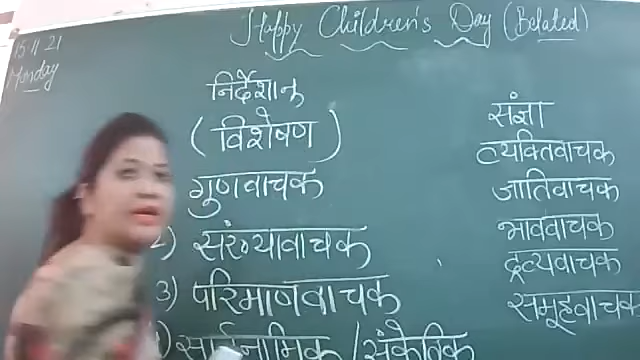 Happy Children's Day (Belated)
15.11.21
Monday
निर्देशान
(विशेषण)
गुणवाचक
2) संख्यावाचक
3) परिमाणवाचक
) सार्वनामिक / संकेतिक
संज्ञा
व्यक्तिवाचक
जातिवाचक
भाववाचक
द्रव्यवाचक
समूहवाचक